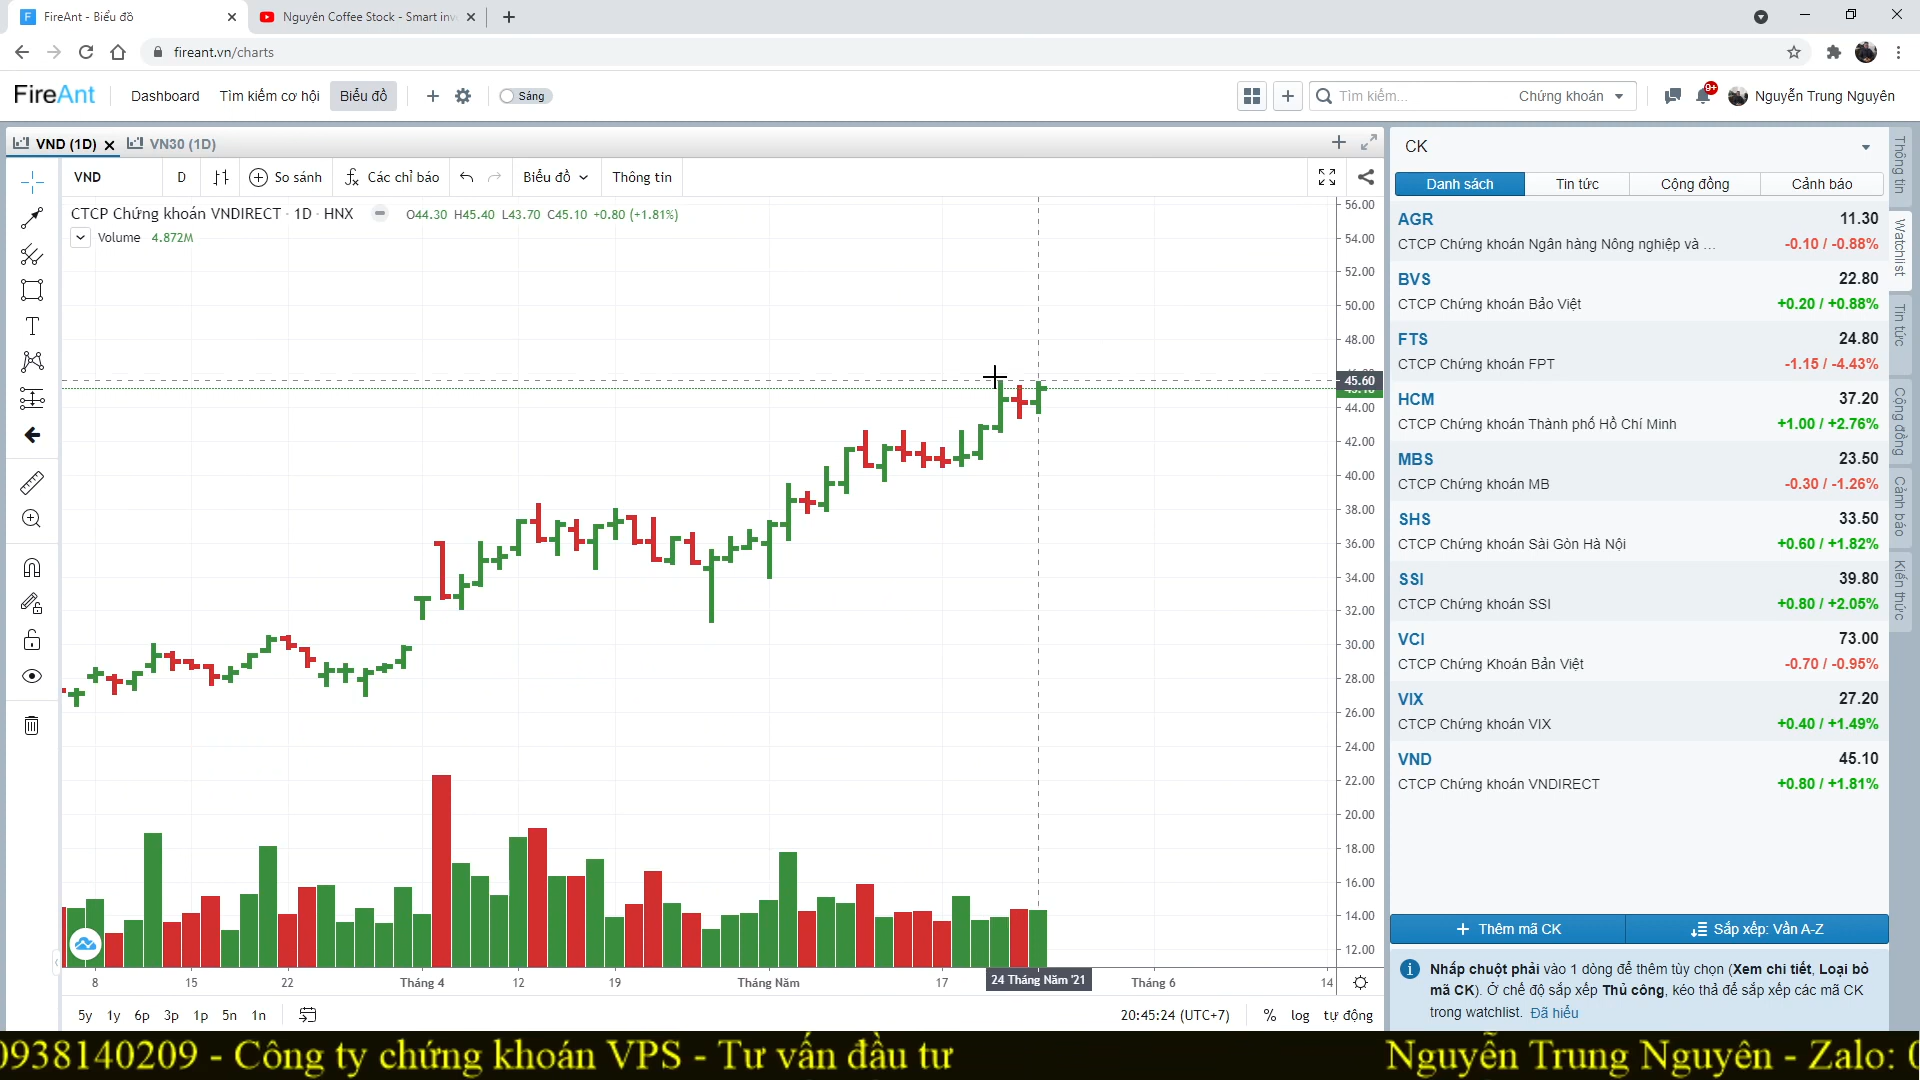 FireAnt - Biểu đồ
Nguyên Coffee Stock - Smart inv
fireant.vn/charts
FireAnt
Dashboard
Tìm kiếm cơ hội
Biểu đồ
Sáng
Tìm kiếm...
Chứng khoán
9+
Nguyễn Trung Nguyên
VND (1D)
VN30 (1D)
VND
D
So sánh
Các chỉ báo
Biểu đồ
Thông tin
CTCP Chứng khoán VNDIRECT · 1D · HNX
O44.30 H45.40 L43.70 C45.10 +0.80 (+1.81%)
Volume 4.872M
56.00
54.00
52.00
50.00
48.00
45.60
44.00
42.00
40.00
38.00
36.00
34.00
32.00
30.00
28.00
26.00
24.00
22.00
20.00
18.00
16.00
14.00
12.00
8
15
22
Tháng 4
12
19
Tháng Năm
17
24 Tháng Năm '21
Tháng 6
14
5y
1y
6p
3p
1p
5n
1n
20:45:24 (UTC+7)
%
log
tự động
CK
Danh sách
Tin tức
Cộng đồng
Cảnh báo
AGR 11.30
CTCP Chứng khoán Ngân hàng Nông nghiệp và ... -0.10 / -0.88%
BVS 22.80
CTCP Chứng khoán Bảo Việt +0.20 / +0.88%
FTS 24.80
CTCP Chứng khoán FPT -1.15 / -4.43%
HCM 37.20
CTCP Chứng khoán Thành phố Hồ Chí Minh +1.00 / +2.76%
MBS 23.50
CTCP Chứng khoán MB -0.30 / -1.26%
SHS 33.50
CTCP Chứng khoán Sài Gòn Hà Nội +0.60 / +1.82%
SSI 39.80
CTCP Chứng khoán SSI +0.80 / +2.05%
VCI 73.00
CTCP Chứng Khoán Bản Việt -0.70 / -0.95%
VIX 27.20
CTCP Chứng khoán VIX +0.40 / +1.49%
VND 45.10
CTCP Chứng khoán VNDIRECT +0.80 / +1.81%
Thêm mã CK
Sắp xếp: Vần A-Z
Nhấp chuột phải vào 1 dòng để thêm tùy chọn (Xem chi tiết, Loại bỏ
mã CK). Ở chế độ sắp xếp Thủ công, kéo thả để sắp xếp các mã CK
trong watchlist. Đã hiểu
Thông tin
Watchlist
Tin tức
Cộng đồng
Cảnh báo
Kiến thức
0938140209 - Công ty chứng khoán VPS - Tư vấn đầu tư
Nguyễn Trung Nguyên - Zalo: 0